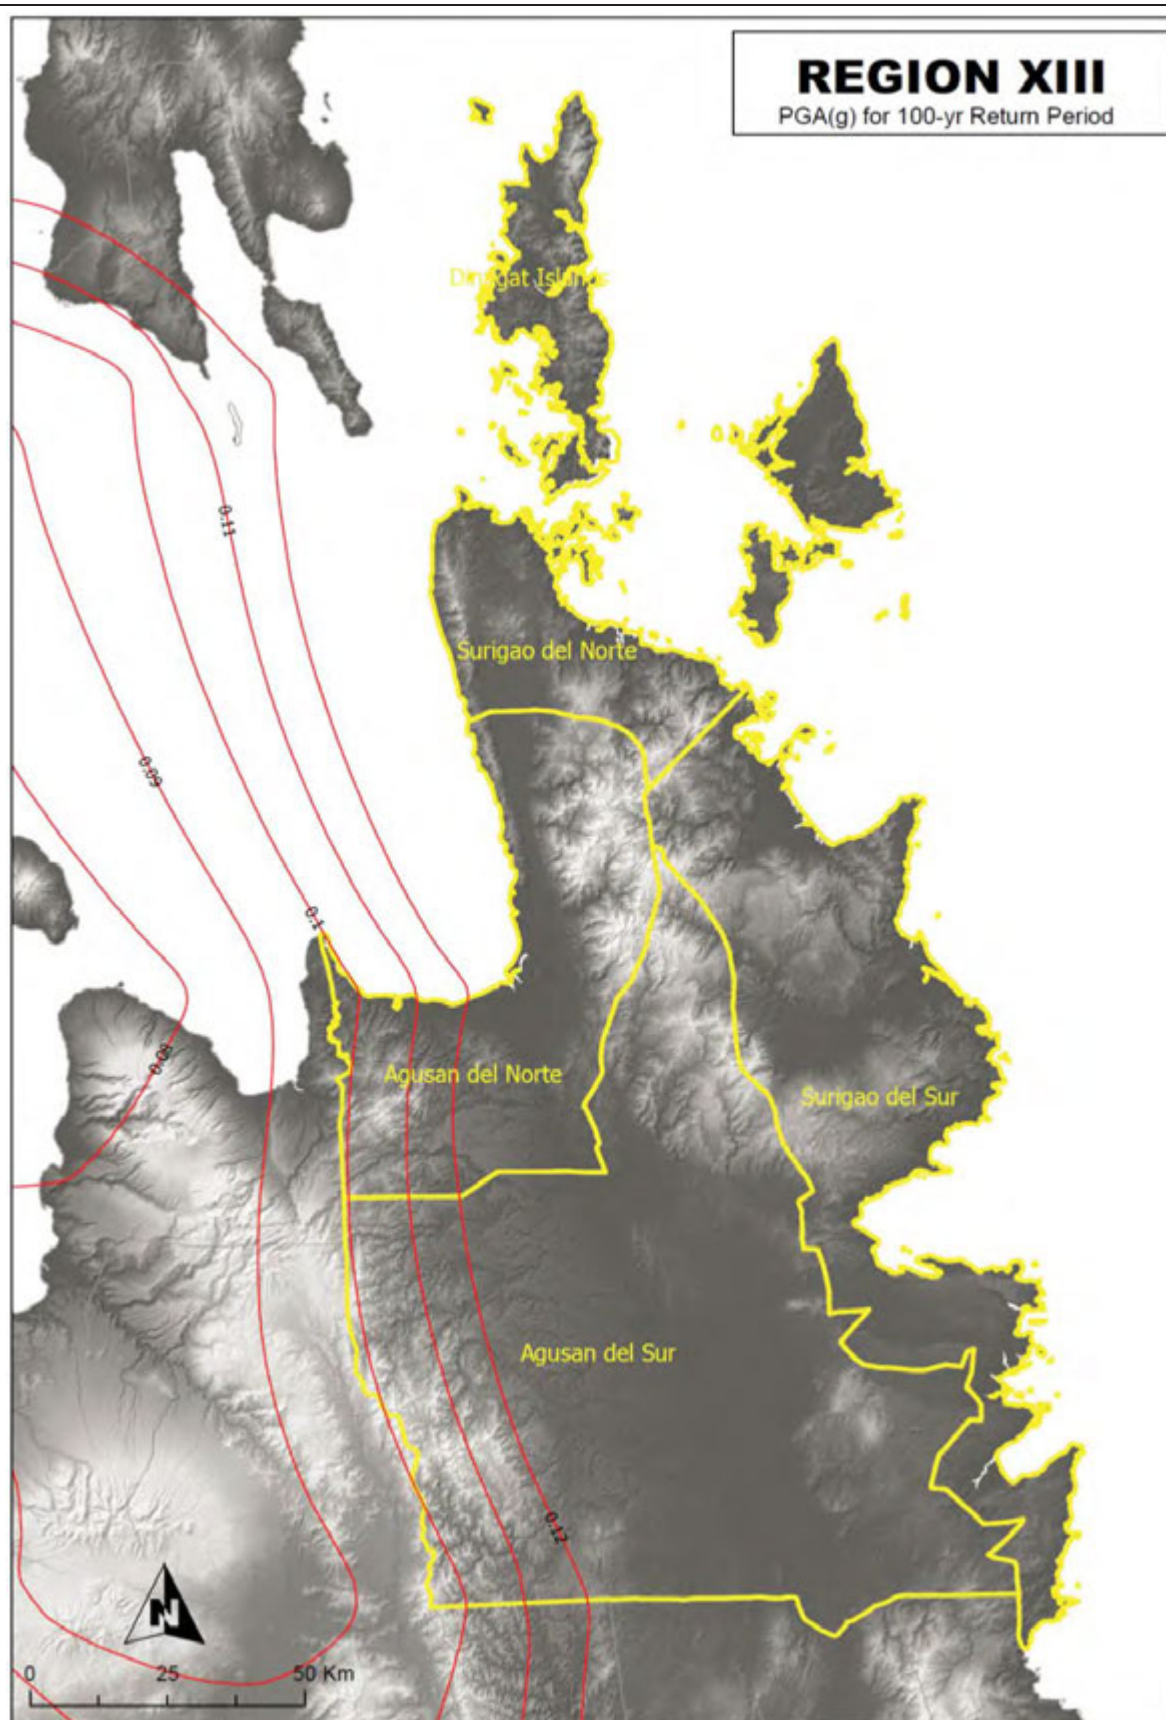 REGION XIII
PGA(g) for 100-yr Return Period
Dinagat Islands
0.11
Surigao del Norte
0.09
0.1
0.08
Agusan del Norte
Surigao del Sur
Agusan del Sur
0.12
N
0 25 50 Km